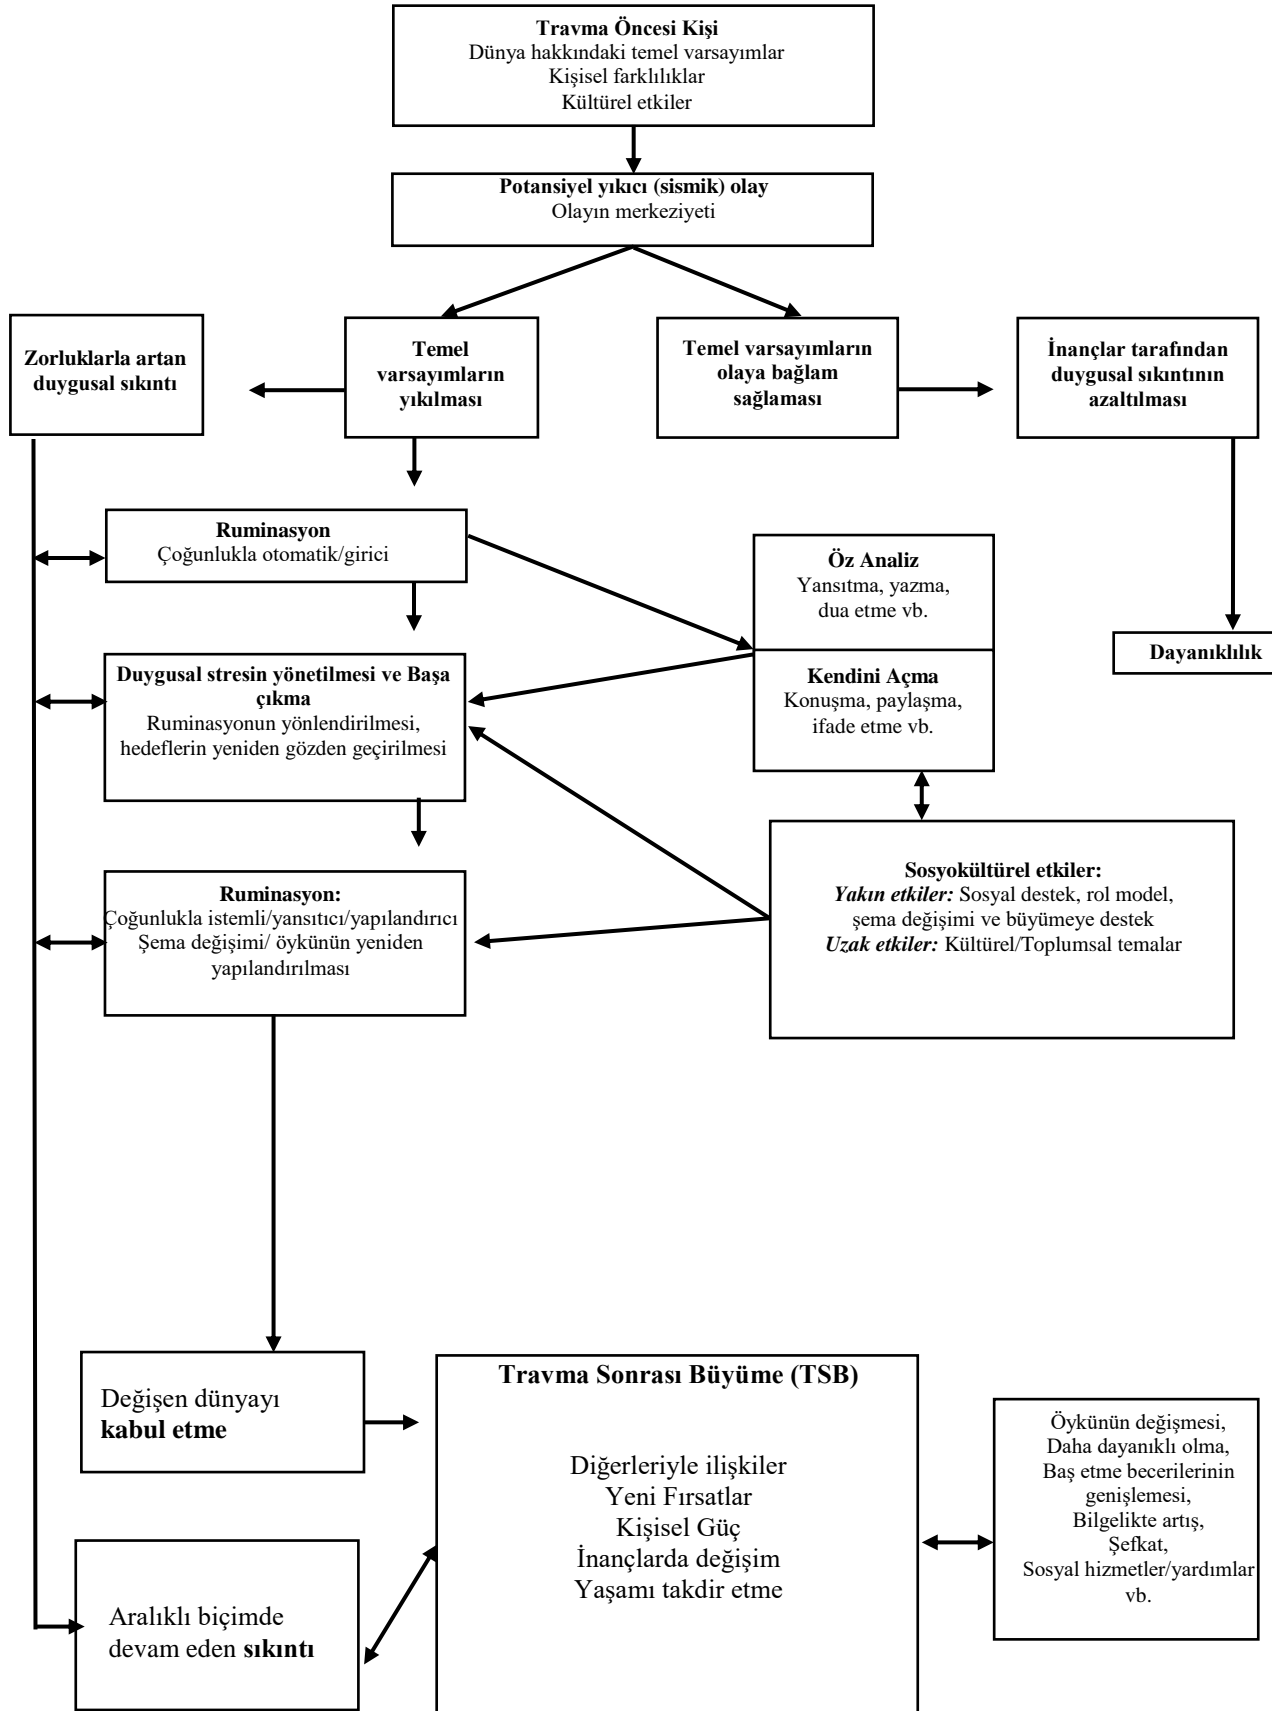 Travma Öncesi Kişi
Dünya hakkındaki temel varsayımlar
Kişisel farklılıklar
Kültürel etkiler
Potansiyel yıkıcı (sismik) olay
Olayın merkeziyeti
Zorluklarla artan
duygusal sıkıntı
Temel
varsayımların
yıkılması
Temel varsayımların
olaya bağlam
sağlaması
İnançlar tarafından
duygusal sıkıntının
azaltılması
Ruminasyon
Çoğunlukla otomatik/girici
Öz Analiz
Yansıtma, yazma,
dua etme vb.
Kendini Açma
Konuşma, paylaşma,
ifade etme vb.
Dayanıklılık
Duygusal stresin yönetilmesi ve Başa
çıkma
Ruminasyonun yönlendirilmesi,
hedeflerin yeniden gözden geçirilmesi
Ruminasyon:
Çoğunlukla istemli/yansıtıcı/yapılandırıcı
Şema değişimi/ öykünün yeniden
yapılandırılması
Sosyokültürel etkiler:
Yakın etkiler: Sosyal destek, rol model,
şema değişimi ve büyümeye destek
Uzak etkiler: Kültürel/Toplumsal temalar
Değişen dünyayı
kabul etme
Travma Sonrası Büyüme (TSB)
Diğerleriyle ilişkiler
Yeni Fırsatlar
Kişisel Güç
İnançlarda değişim
Yaşamı takdir etme
Öykünün değişmesi,
Daha dayanıklı olma,
Baş etme becerilerinin
genişlemesi,
Bilgelikte artış,
Şefkat,
Sosyal hizmetler/yardımlar
vb.
Aralıklı biçimde
devam eden sıkıntı